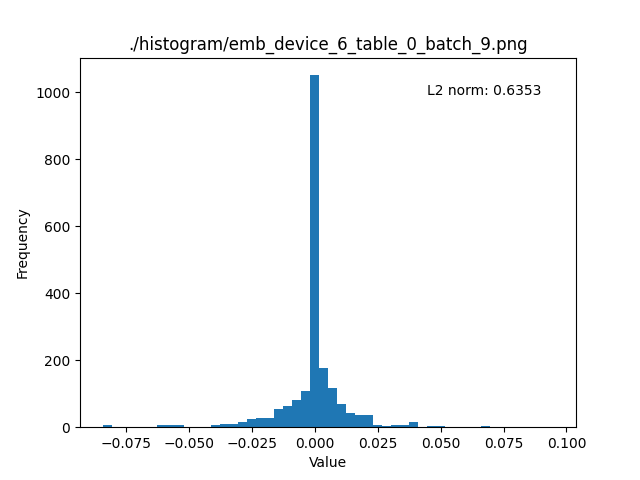 ./histogram/emb_device_6_table_0_batch_9.png
L2 norm: 0.6353
1000
800
600
400
200
0
Frequency
−0.075 −0.050 −0.025 0.000 0.025 0.050 0.075 0.100
Value